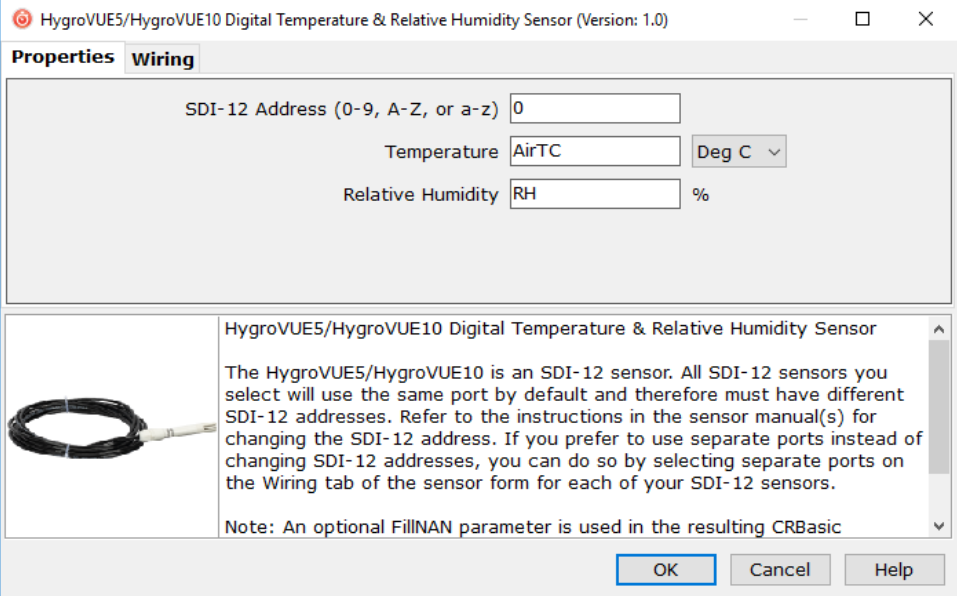 HygroVUE5/HygroVUE10 Digital Temperature & Relative Humidity Sensor (Version: 1.0)
Properties Wiring
SDI-12 Address (0-9, A-Z, or a-z) 0
Temperature AirTC Deg C
Relative Humidity RH %
HygroVUE5/HygroVUE10 Digital Temperature & Relative Humidity Sensor
The HygroVUE5/HygroVUE10 is an SDI-12 sensor. All SDI-12 sensors you
select will use the same port by default and therefore must have different
SDI-12 addresses. Refer to the instructions in the sensor manual(s) for
changing the SDI-12 address. If you prefer to use separate ports instead of
changing SDI-12 addresses, you can do so by selecting separate ports on
the Wiring tab of the sensor form for each of your SDI-12 sensors.
Note: An optional FillNAN parameter is used in the resulting CRBasic
OK Cancel Help